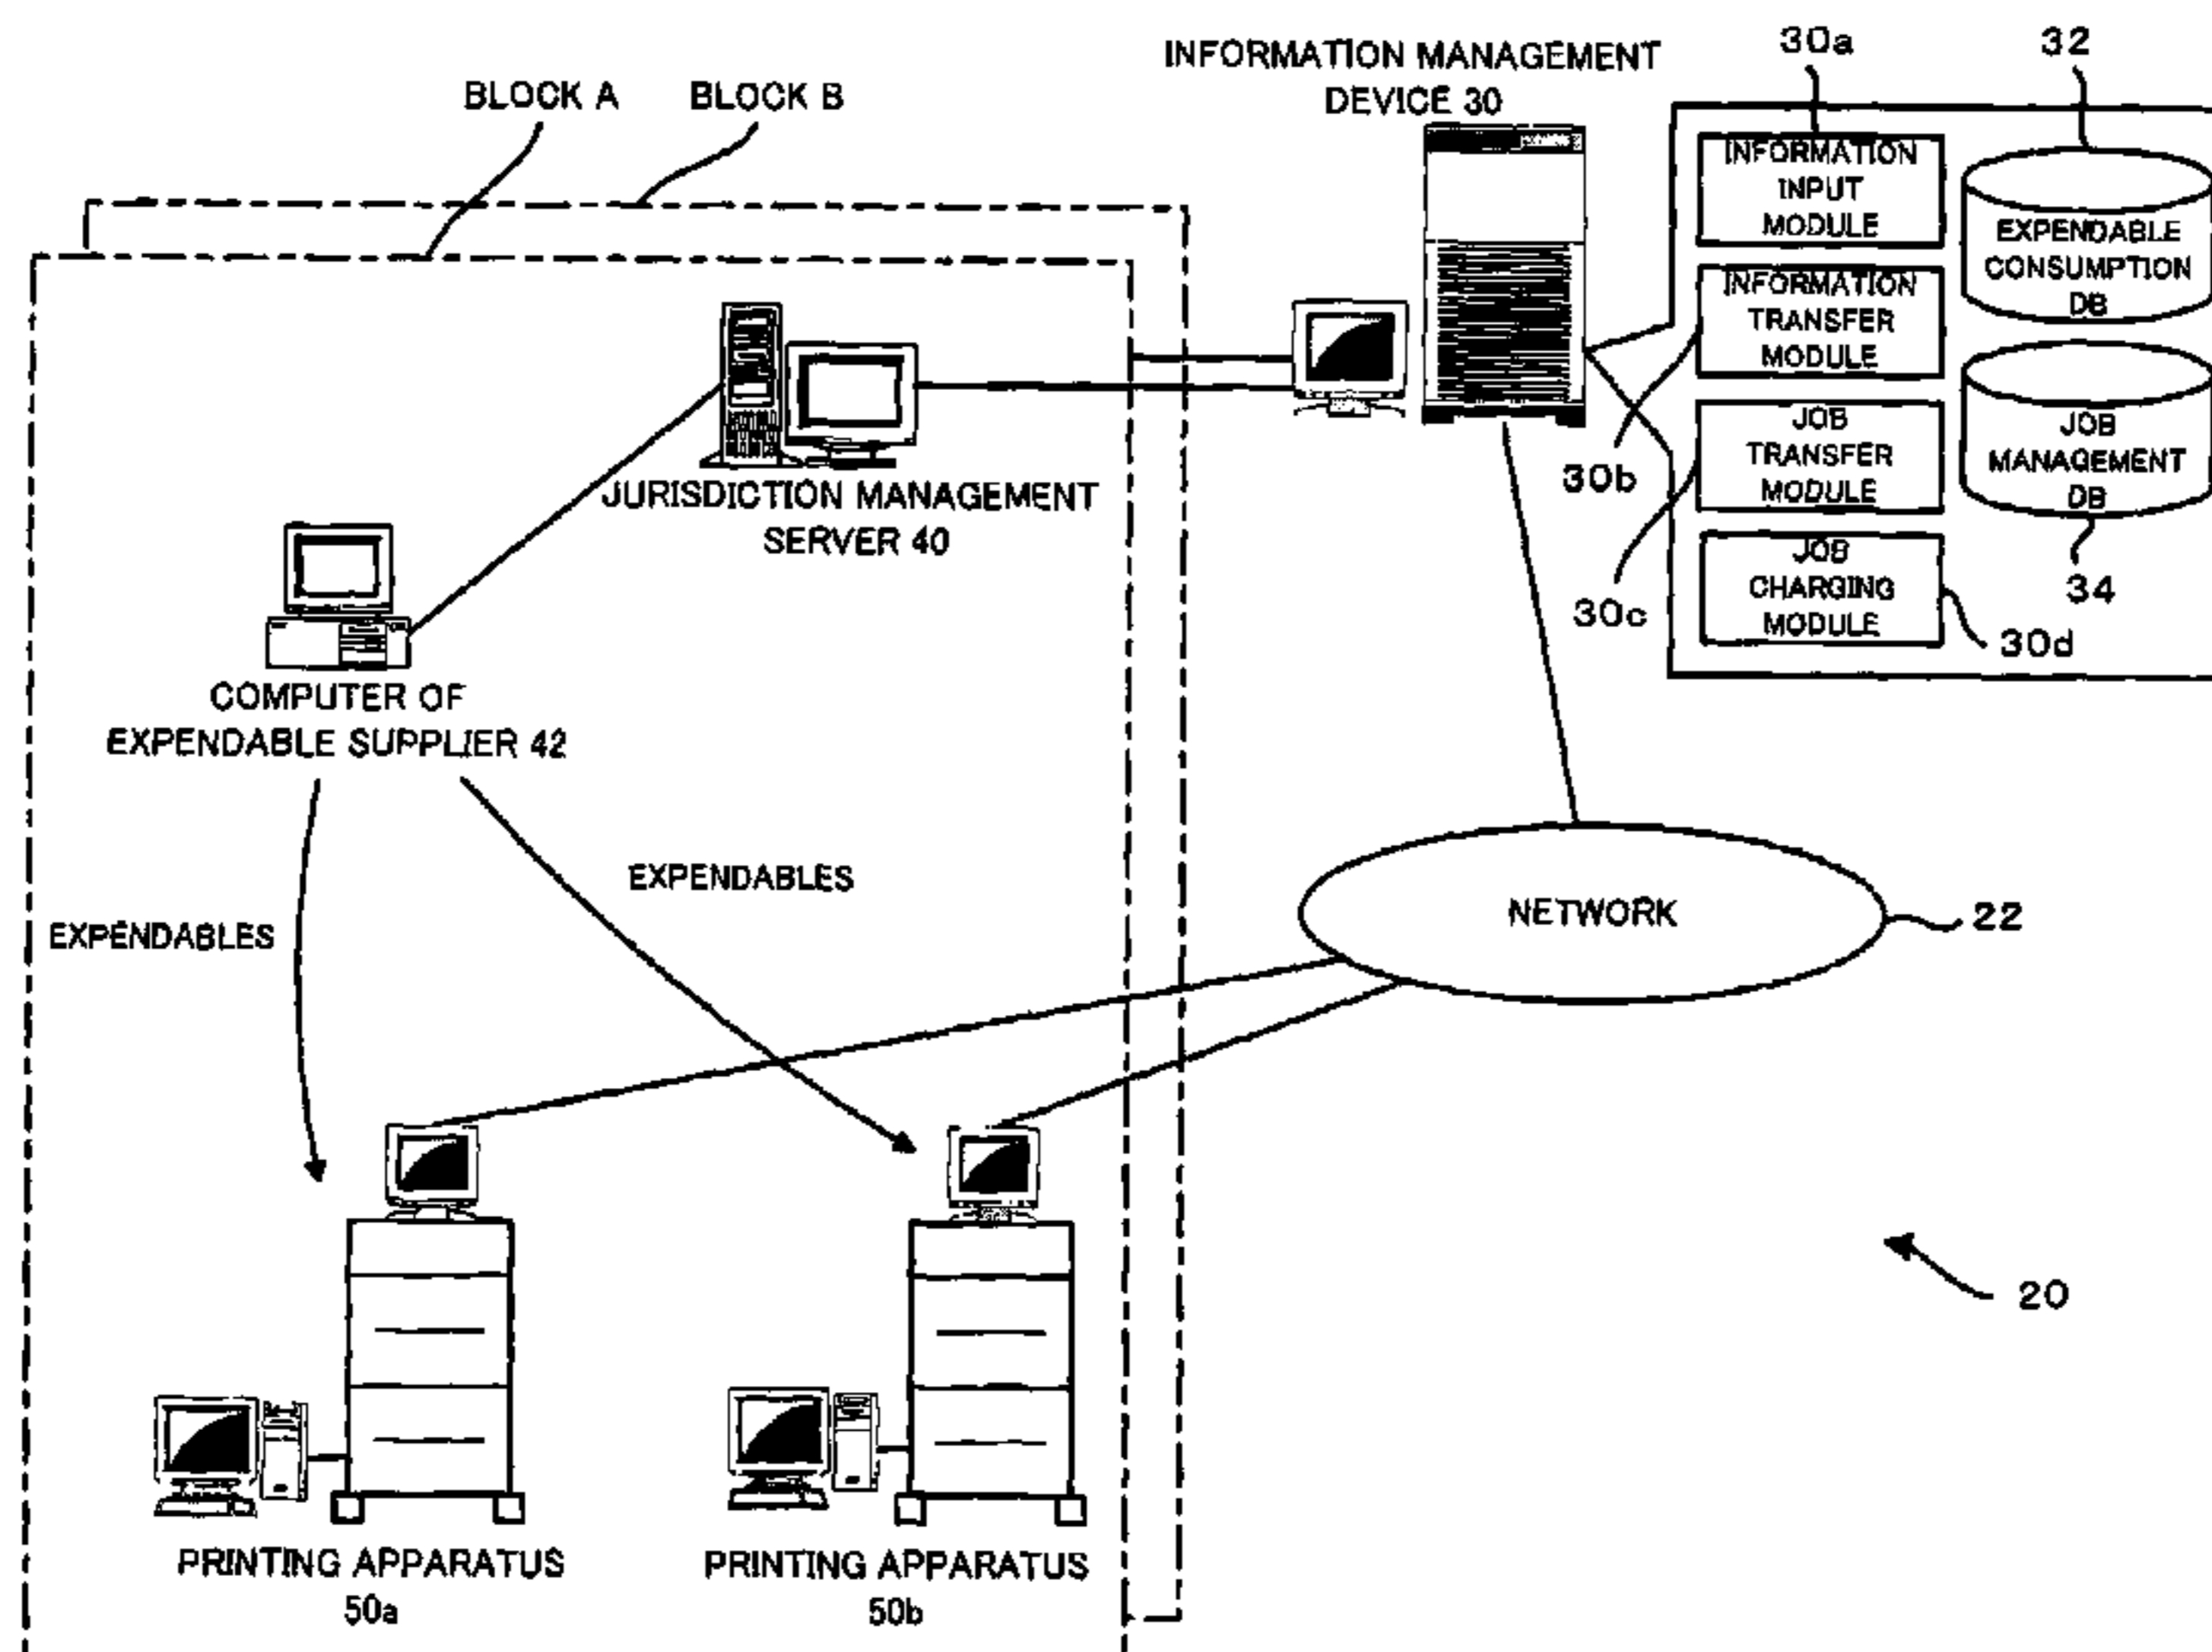 BLOCK A
BLOCK B
INFORMATION MANAGEMENT
DEVICE 30
30a
32
INFORMATION
INPUT
MODULE
EXPENDABLE
CONSUMPTION
DB
INFORMATION
TRANSFER
MODULE
30b
JOB
TRANSFER
MODULE
30c
JOB
MANAGEMENT
DB
34
JOB
CHARGING
MODULE
30d
JURISDICTION MANAGEMENT
SERVER 40
COMPUTER OF
EXPENDABLE SUPPLIER 42
EXPENDABLES
EXPENDABLES
NETWORK
22
20
PRINTING APPARATUS
50a
PRINTING APPARATUS
50b